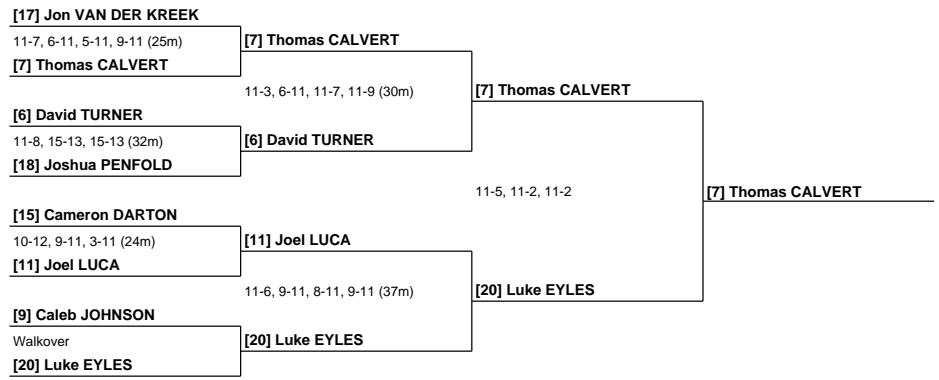 [17] Jon VAN DER KREEK
11-7, 6-11, 5-11, 9-11 (25m)
[7] Thomas CALVERT
[7] Thomas CALVERT
11-3, 6-11, 11-7, 11-9 (30m)
[7] Thomas CALVERT
[6] David TURNER
11-8, 15-13, 15-13 (32m)
[6] David TURNER
[18] Joshua PENFOLD
11-5, 11-2, 11-2
[7] Thomas CALVERT
[15] Cameron DARTON
10-12, 9-11, 3-11 (24m)
[11] Joel LUCA
[11] Joel LUCA
11-6, 9-11, 8-11, 9-11 (37m)
[20] Luke EYLES
[9] Caleb JOHNSON
Walkover
[20] Luke EYLES
[20] Luke EYLES